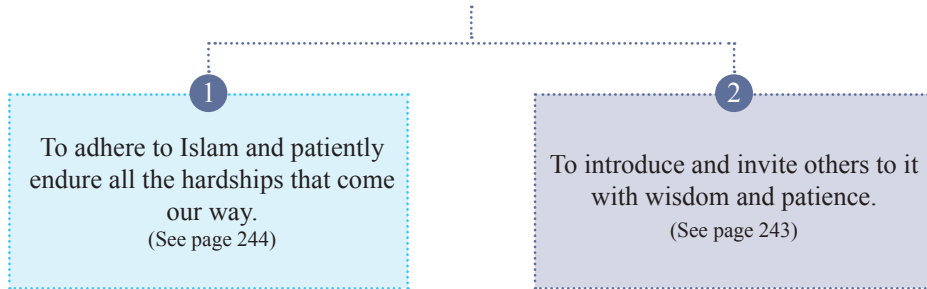 1
To adhere to Islam and patiently
endure all the hardships that come
our way.
(See page 244)
2
To introduce and invite others to it
with wisdom and patience.
(See page 243)